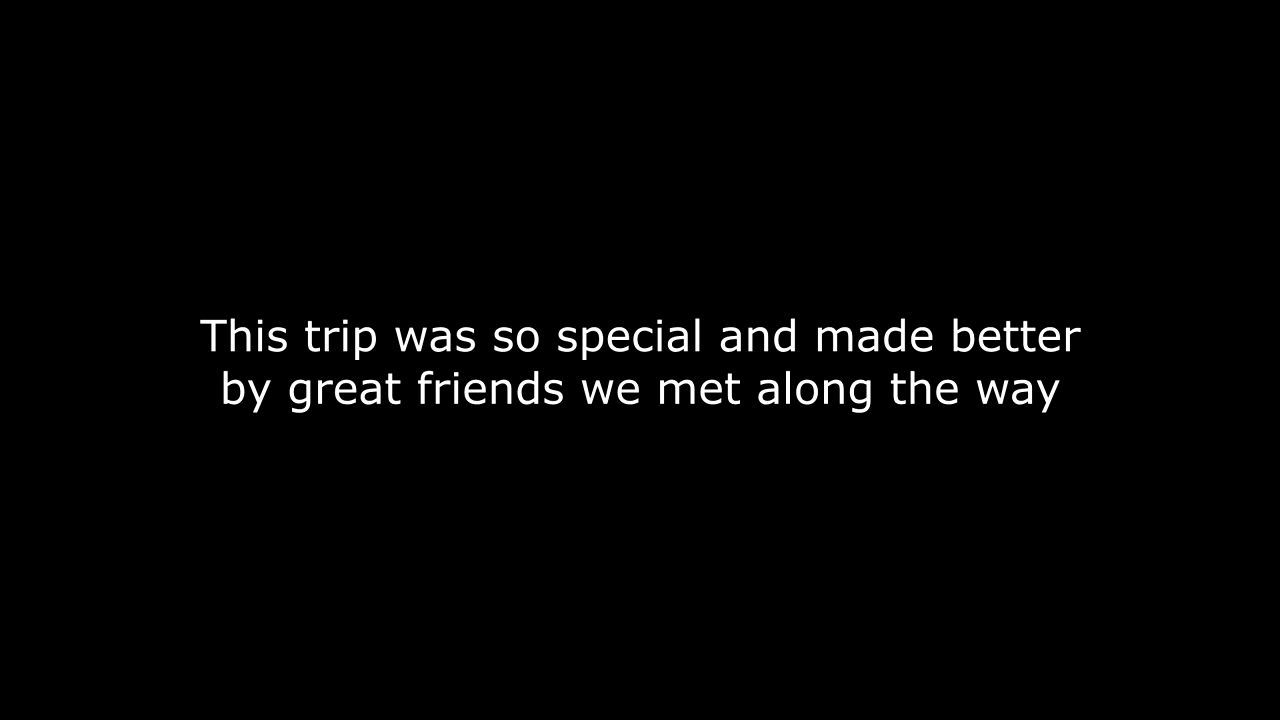 This trip was so special and made better
by great friends we met along the way